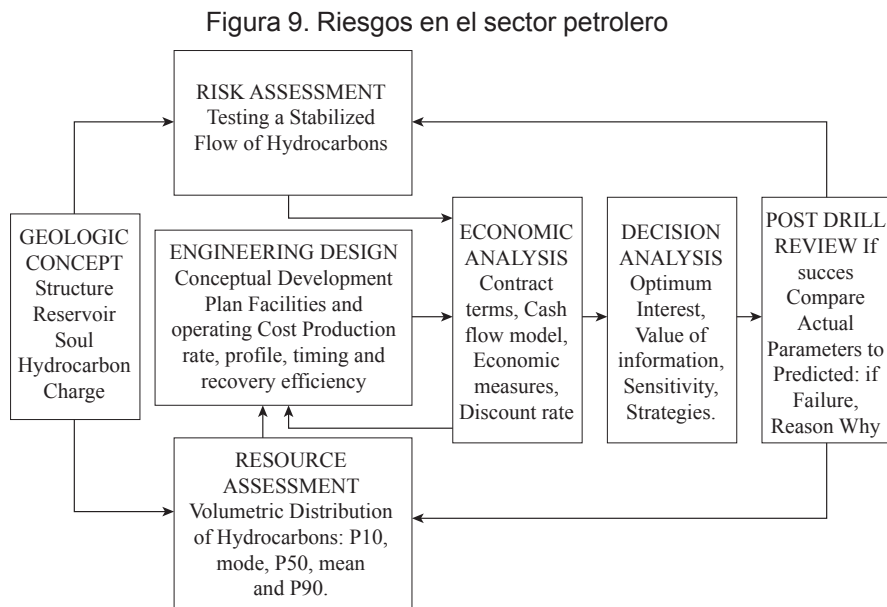 Figura 9. Riesgos en el sector petrolero
RISK ASSESSMENT
Testing a Stabilized
Flow of Hydrocarbons
GEOLOGIC
CONCEPT
Structure
Reservoir
Soul
Hydrocarbon
Charge
ENGINEERING DESIGN
Conceptual Development
Plan Facilities and
operating Cost Production
rate, profile, timing and
recovery efficiency
ECONOMIC
ANALYSIS
Contract
terms, Cash
flow model,
Economic
measures,
Discount rate
DECISION
ANALYSIS
Optimum
Interest,
Value of
information,
Sensitivity,
Strategies.
POST DRILL
REVIEW If
succes
Compare
Actual
Parameters to
Predicted: if
Failure,
Reason Why
RESOURCE
ASSESSMENT
Volumetric Distribution
of Hydrocarbons: P10,
mode, P50, mean
and P90.